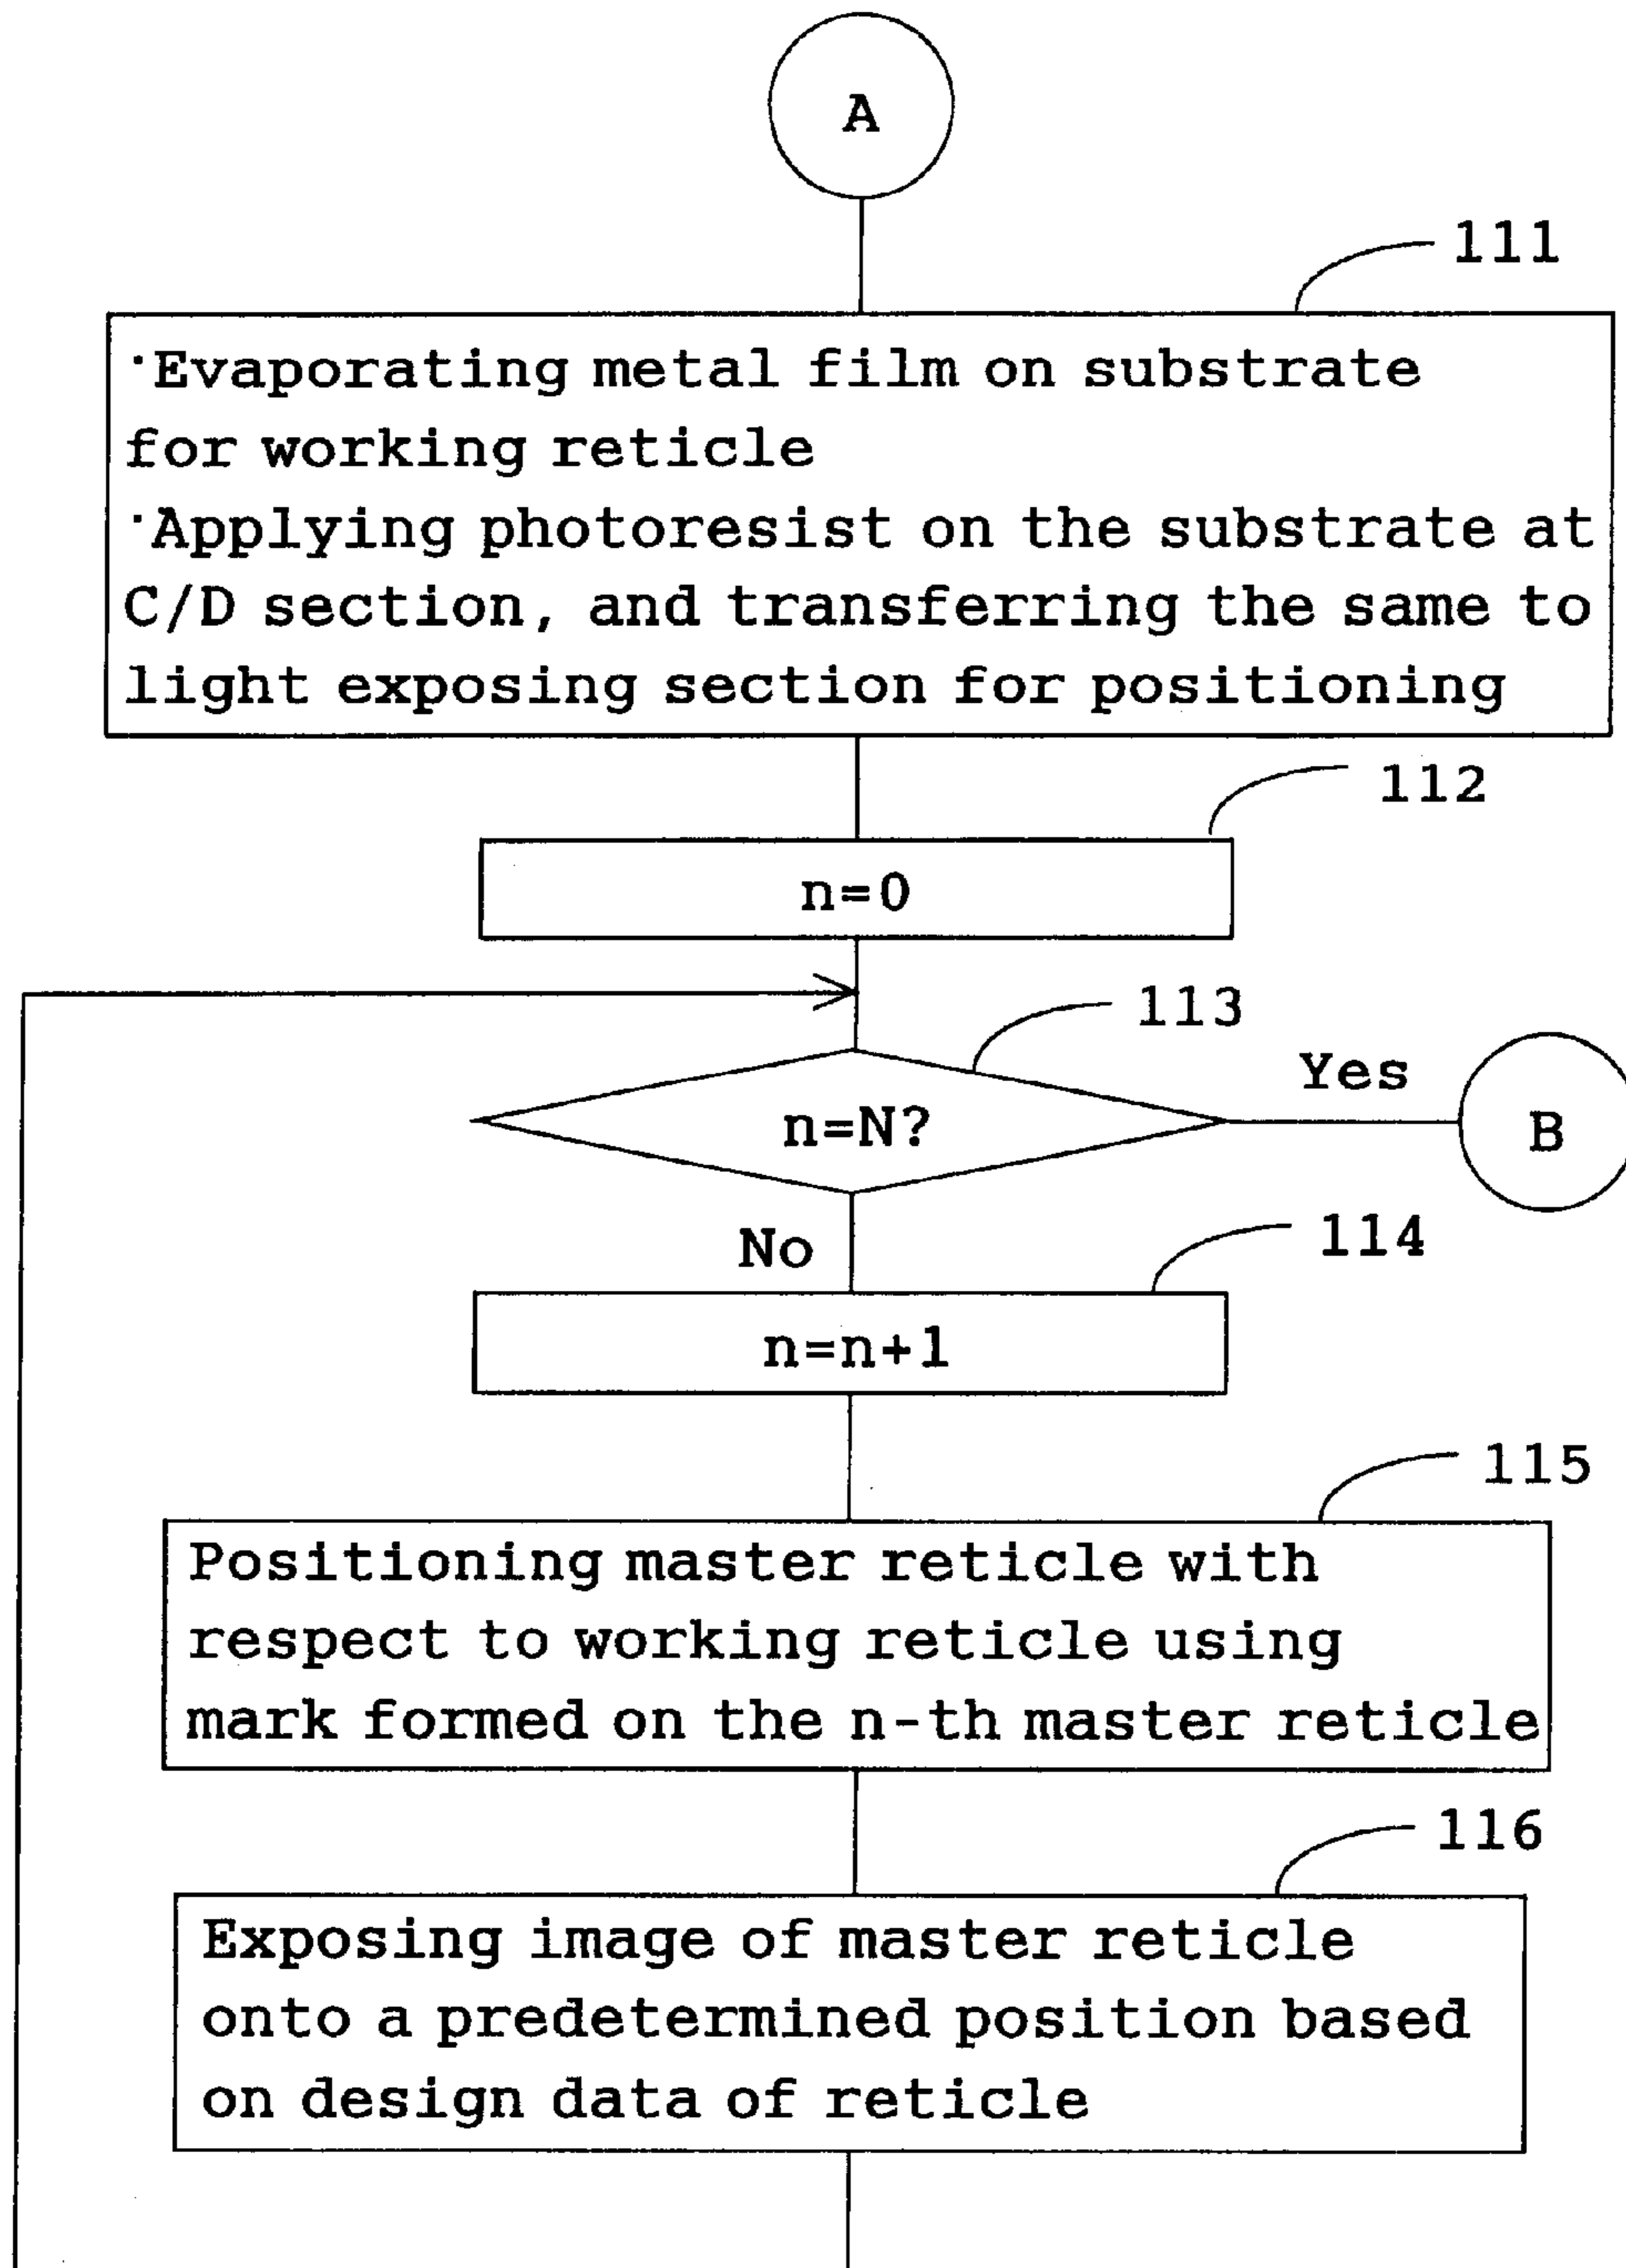 A
111
·Evaporating metal film on substrate
for working reticle
·Applying photoresist on the substrate at
C/D section, and transferring the same to
light exposing section for positioning
112
n=0
113
Yes
n=N?
B
No
114
n=n+1
115
Positioning master reticle with
respect to working reticle using
mark formed on the n-th master reticle
116
Exposing image of master reticle
onto a predetermined position based
on design data of reticle